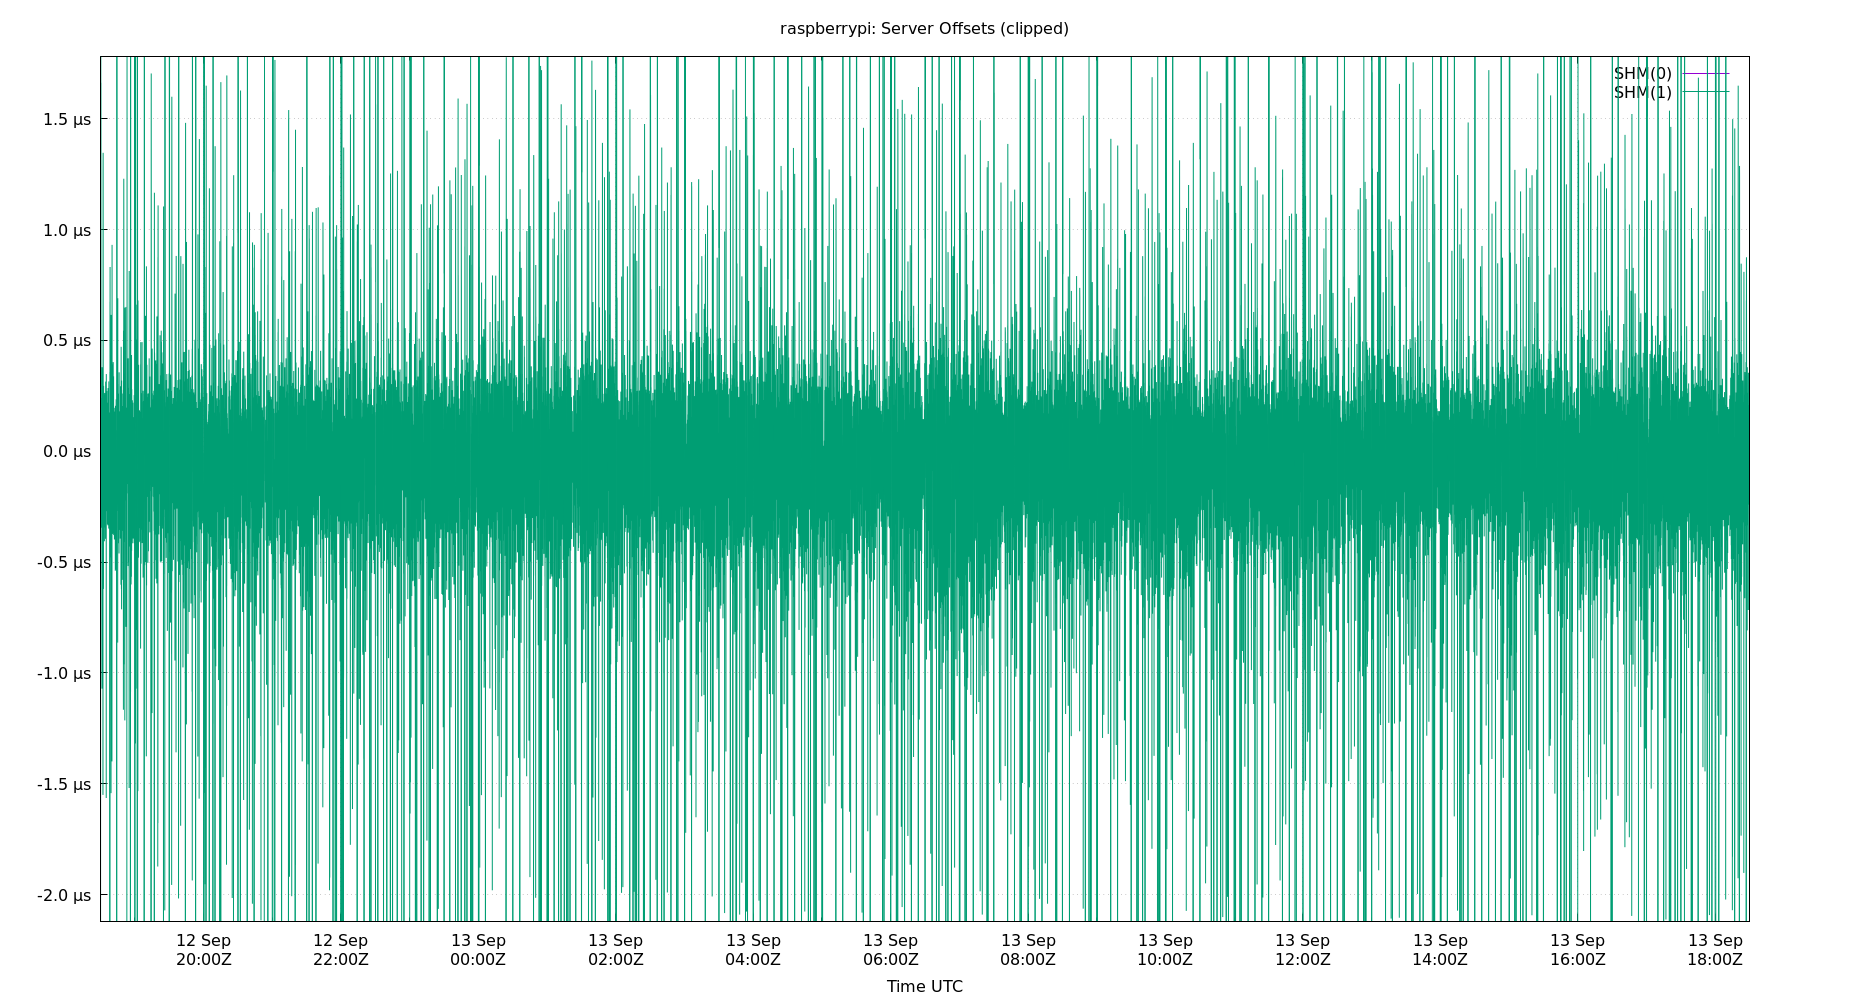 raspberrypi: Server Offsets (clipped)
SHM(0)
SHM(1)
1.5 µs
1.0 µs
0.5 µs
0.0 µs
-0.5 µs
-1.0 µs
-1.5 µs
-2.0 µs
12 Sep 12 Sep 13 Sep 13 Sep 13 Sep 13 Sep 13 Sep 13 Sep 13 Sep 13 Sep 13 Sep 13 Sep
20:00Z 22:00Z 00:00Z 02:00Z 04:00Z 06:00Z 08:00Z 10:00Z 12:00Z 14:00Z 16:00Z 18:00Z
Time UTC